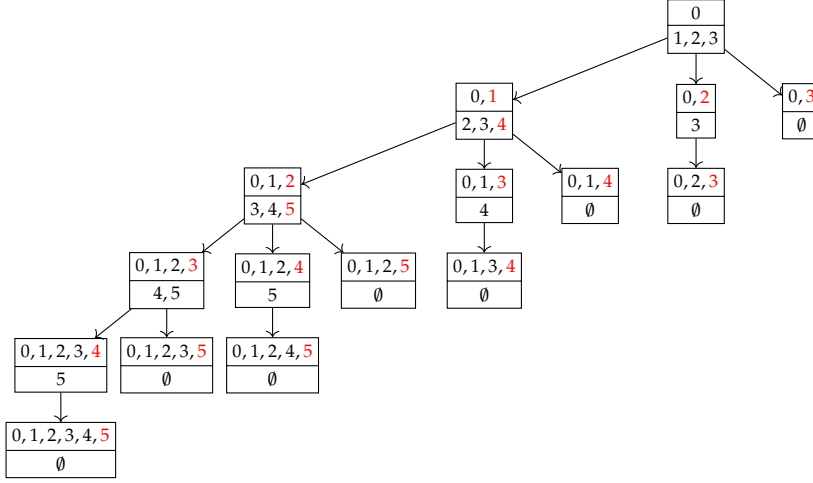 0
1, 2, 3
0, 1
2, 3, 4
0, 2
3
0, 3
∅
0, 1, 2
3, 4, 5
0, 1, 3
4
0, 1, 4
∅
0, 2, 3
∅
0, 1, 2, 3
4, 5
0, 1, 2, 4
5
0, 1, 2, 5
∅
0, 1, 3, 4
∅
0, 1, 2, 3, 4
5
0, 1, 2, 3, 5
∅
0, 1, 2, 4, 5
∅
0, 1, 2, 3, 4, 5
∅